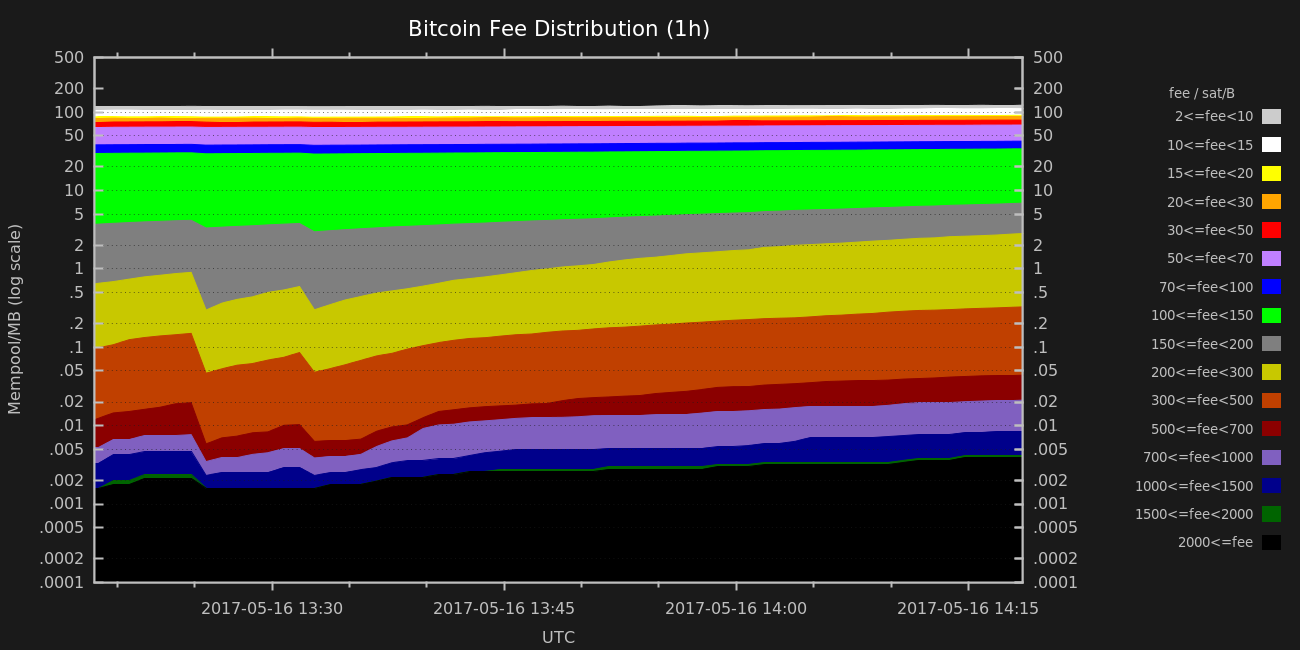 Bitcoin Fee Distribution (1h)
500
200
100
50
20
10
5
2
1
.5
.2
.1
.05
.02
.01
.005
.002
.001
.0005
.0002
.0001
Mempool/MB (log scale)
500
200
100
50
20
10
5
2
1
.5
.2
.1
.05
.02
.01
.005
.002
.001
.0005
.0002
.0001
2017-05-16 13:30
2017-05-16 13:45
2017-05-16 14:00
2017-05-16 14:15
UTC
fee / sat/B
2<=fee<10
10<=fee<15
15<=fee<20
20<=fee<30
30<=fee<50
50<=fee<70
70<=fee<100
100<=fee<150
150<=fee<200
200<=fee<300
300<=fee<500
500<=fee<700
700<=fee<1000
1000<=fee<1500
1500<=fee<2000
2000<=fee